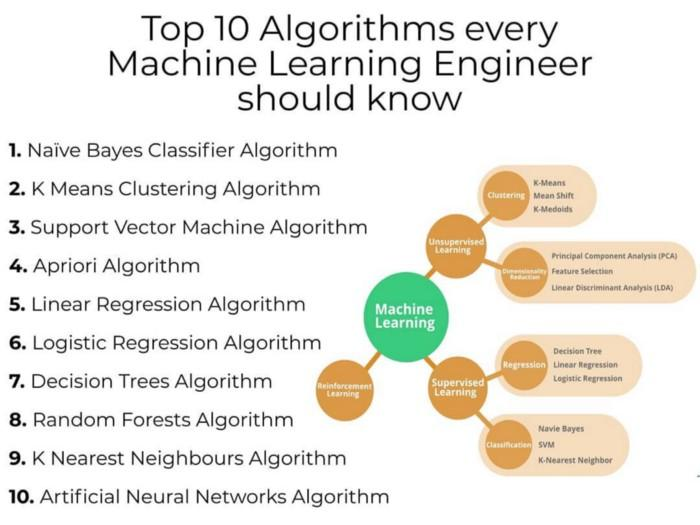 Top 10 Algorithms every
Machine Learning Engineer
should know
1. Naïve Bayes Classifier Algorithm
2. K Means Clustering Algorithm
3. Support Vector Machine Algorithm
4. Apriori Algorithm
5. Linear Regression Algorithm
6. Logistic Regression Algorithm
7. Decision Trees Algorithm
8. Random Forests Algorithm
9. K Nearest Neighbours Algorithm
10. Artificial Neural Networks Algorithm
Machine
Learning
Unsupervised
Learning
Clustering
K-Means
Mean Shift
K-Medoids
Dimensionality
Reduction
Principal Component Analysis (PCA)
Feature Selection
Linear Discriminant Analysis (LDA)
Reinforcement
Learning
Supervised
Learning
Regression
Decision Tree
Linear Regression
Logistic Regression
Classification
Navie Bayes
SVM
K-Nearest Neighbor